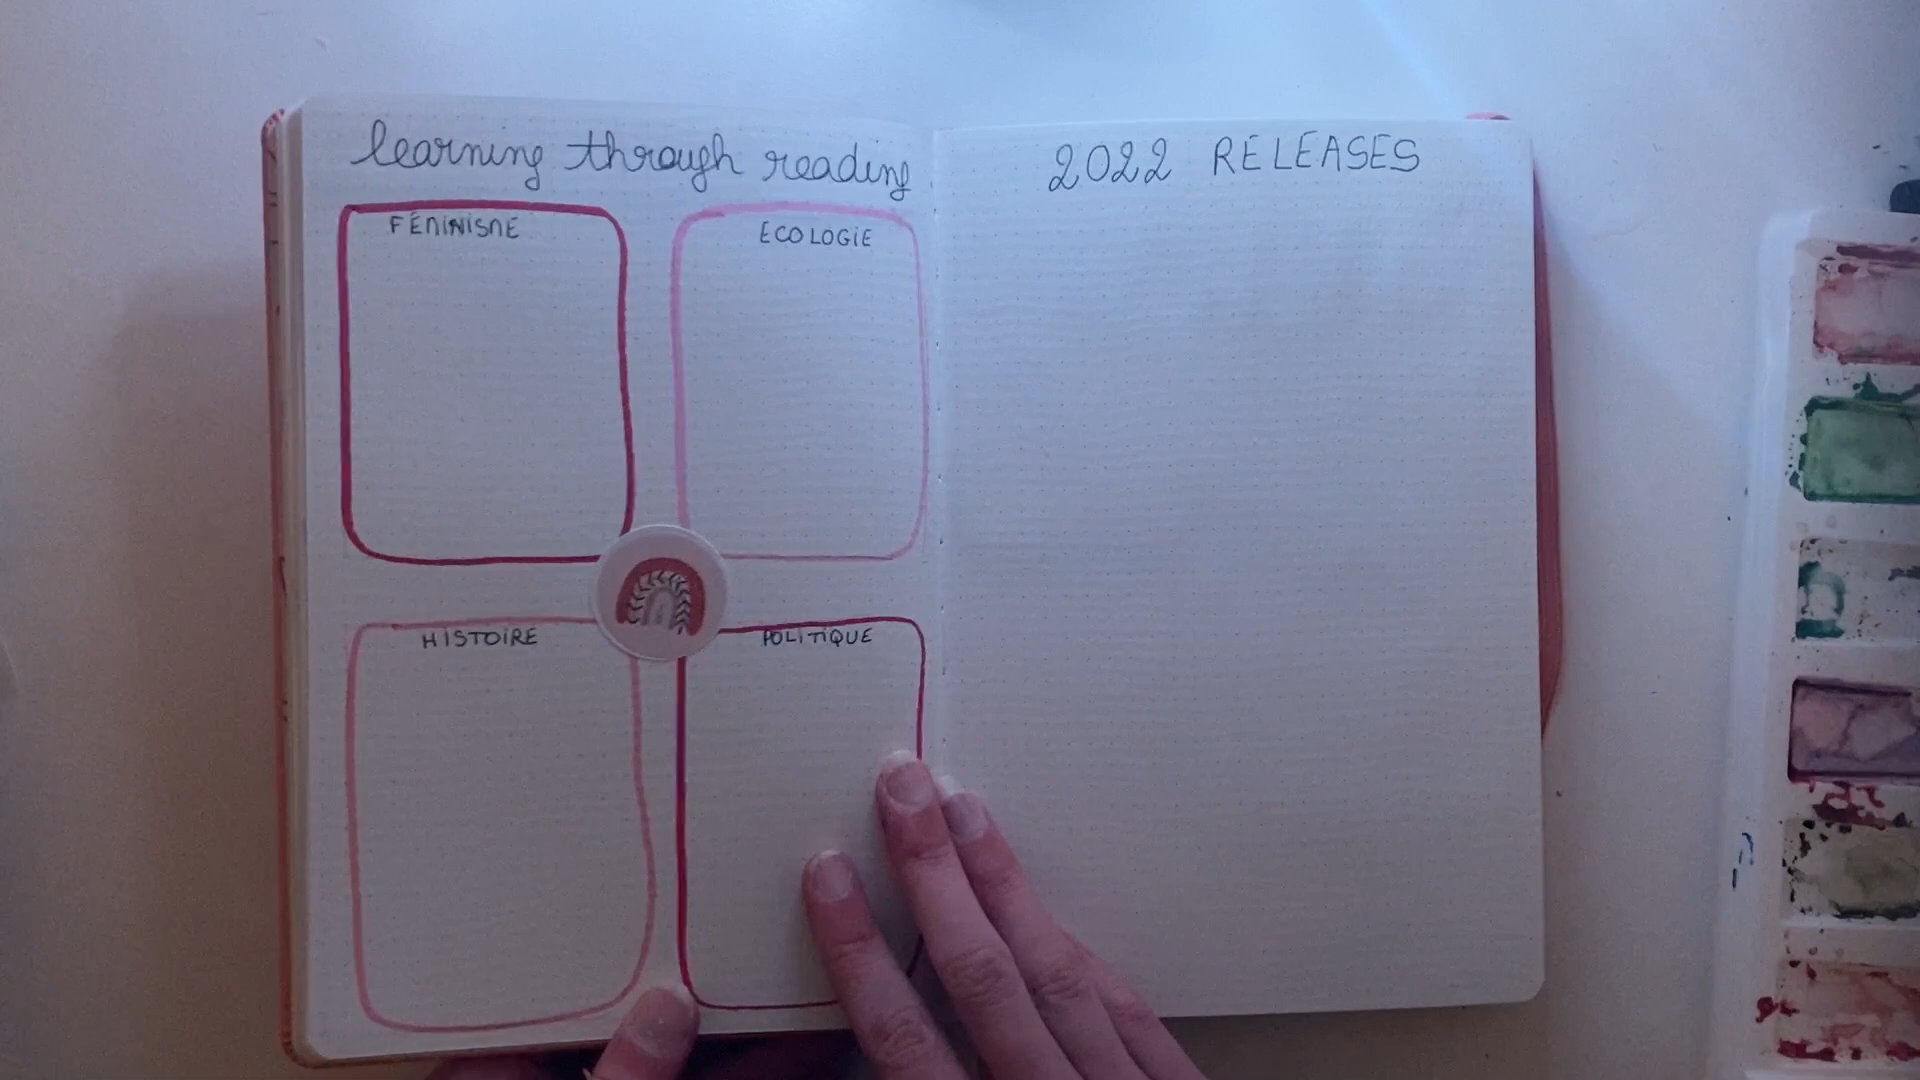 learning through reading
FÉMINISME
ECOLOGIE
HISTOIRE
POLITIQUE
2022 RELEASES